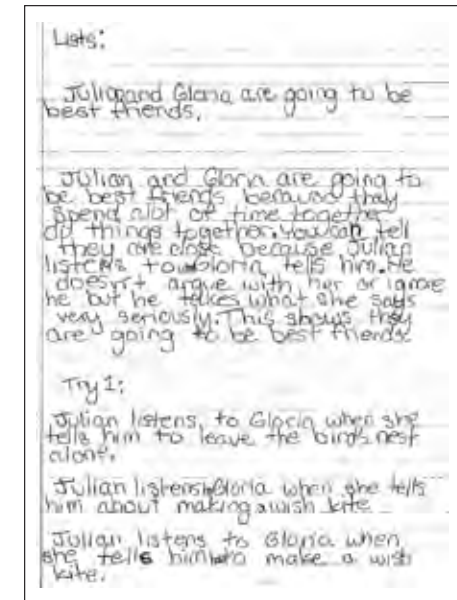 Lists:
Julian and Gloria are going to be
best friends.
Julian and Gloria are going to
be best friends because they
spend alot of time together
do things together. You can tell
they are close because Julian
listens to Gloria tells him. He
doesn't argue with her or ignore
he but he takes what she says
very seriously. This shows they
are going to be best friends.
Try 1:
Julian listens, to Gloria when she
tells him to leave the bird's nest
alone.
Julian listens Gloria when she tells
him about making a wish kite
Julian listens to Gloria when
she tells him to make a wish
kite.